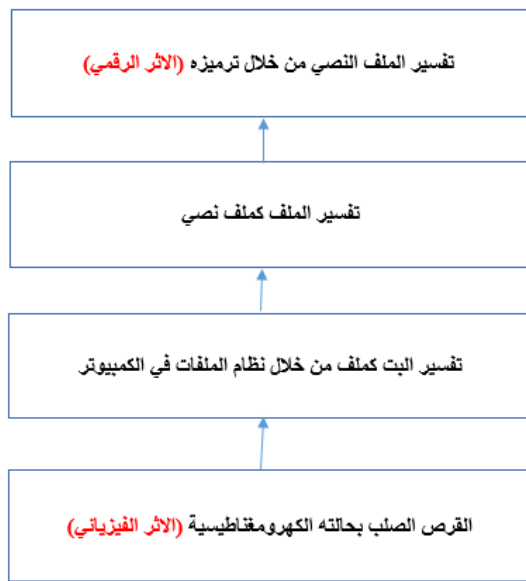 تفسير الملف النصي من خلال ترميزه (الاثر الرقمي)
تفسير الملف كملف نصي
تفسير البت كملف من خلال نظام الملفات في الكمبيوتر
القرص الصلب بحالته الكهرومغناطيسية (الاثر الفيزيائي)